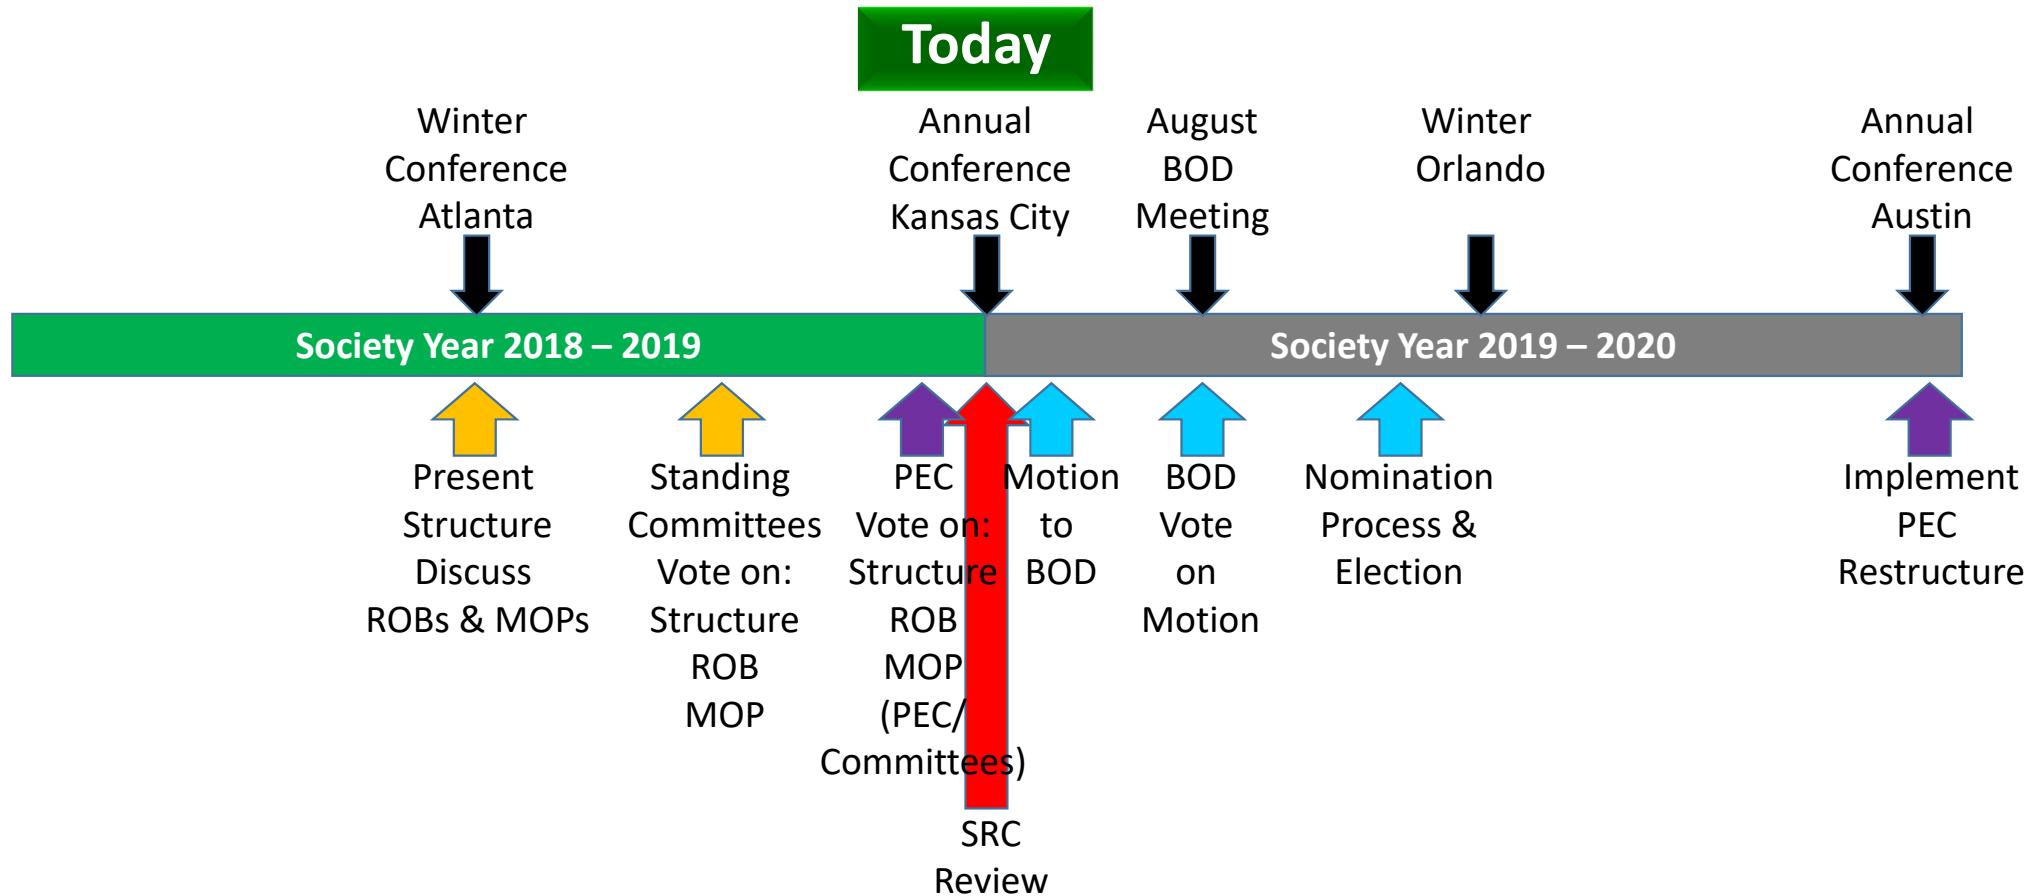 Today
Winter
Conference
Atlanta
Annual
Conference
Kansas City
August
BOD
Meeting
Winter
Orlando
Annual
Conference
Austin
Society Year 2018 – 2019
Society Year 2019 – 2020
Present
Structure
Discuss
ROBs & MOPs
Standing
Committees
Vote on:
Structure
ROB
MOP
PEC
Vote on:
Structure
ROB
MOP
(PEC/
Committees)
SRC
Review
Motion
to
BOD
BOD
Vote
on
Motion
Nomination
Process &
Election
Implement
PEC
Restructure